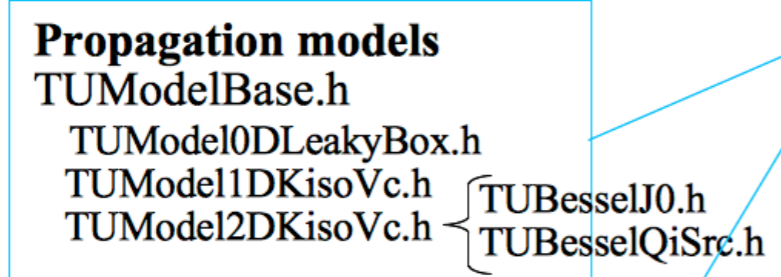 Propagation models
TUModelBase.h
TUModel0DLeakyBox.h
TUModel1DKisoVc.h
TUModel2DKisoVc.h
TUBesselJ0.h
TUBesselQiSrc.h